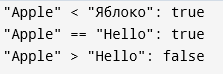 "Apple" < "Яблоко": true
"Apple" == "Hello": true
"Apple" > "Hello": false